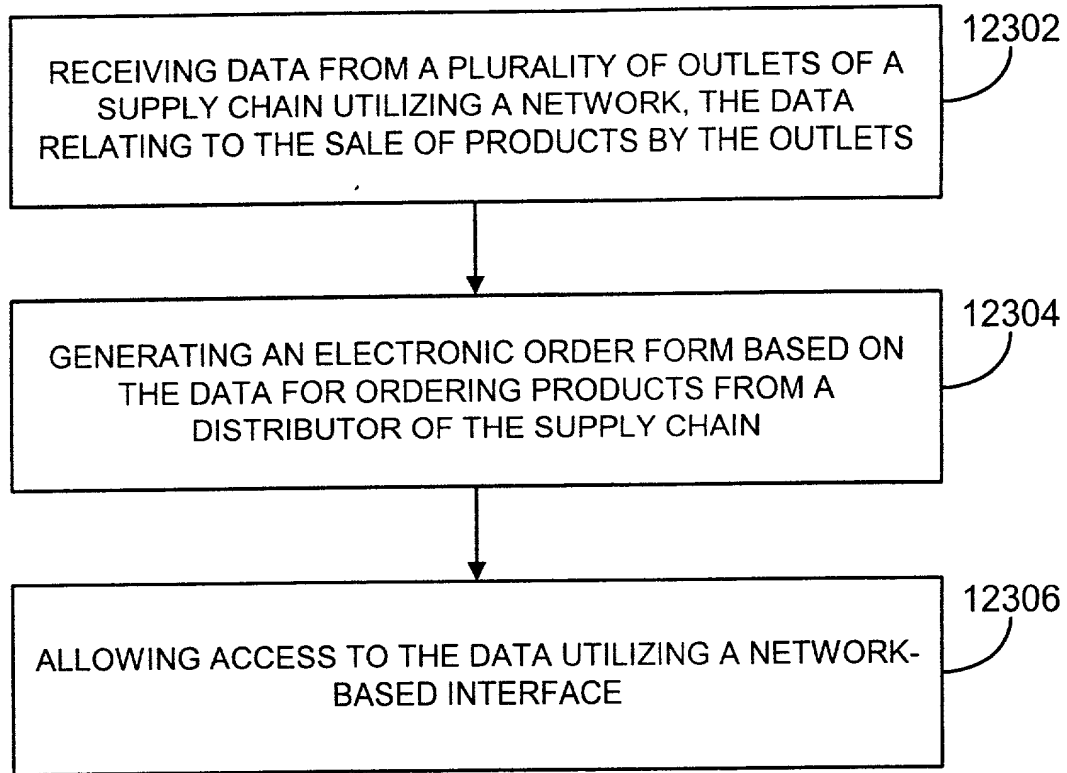 12302
RECEIVING DATA FROM A PLURALITY OF OUTLETS OF A
SUPPLY CHAIN UTILIZING A NETWORK, THE DATA
RELATING TO THE SALE OF PRODUCTS BY THE OUTLETS
12304
GENERATING AN ELECTRONIC ORDER FORM BASED ON
THE DATA FOR ORDERING PRODUCTS FROM A
DISTRIBUTOR OF THE SUPPLY CHAIN
12306
ALLOWING ACCESS TO THE DATA UTILIZING A NETWORK-
BASED INTERFACE